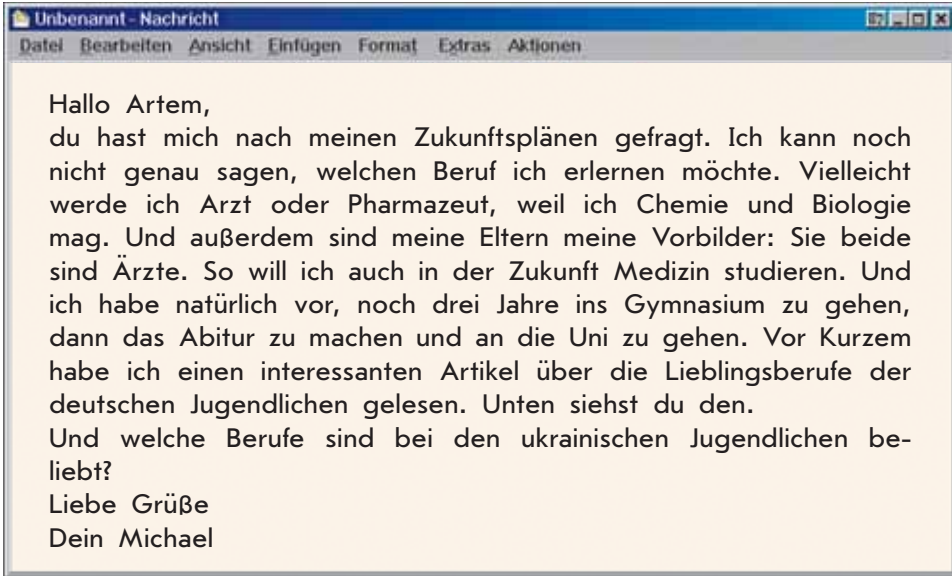 Unbenannt - Nachricht
Datei Bearbeiten Ansicht Einfügen Format Extras Aktionen
Hallo Artem,
du hast mich nach meinen Zukunftsplänen gefragt. Ich kann noch
nicht genau sagen, welchen Beruf ich erlernen möchte. Vielleicht
werde ich Arzt oder Pharmazeut, weil ich Chemie und Biologie
mag. Und außerdem sind meine Eltern meine Vorbilder: Sie beide
sind Ärzte. So will ich auch in der Zukunft Medizin studieren. Und
ich habe natürlich vor, noch drei Jahre ins Gymnasium zu gehen,
dann das Abitur zu machen und an die Uni zu gehen. Vor Kurzem
habe ich einen interessanten Artikel über die Lieblingsberufe der
deutschen Jugendlichen gelesen. Unten siehst du den.
Und welche Berufe sind bei den ukrainischen Jugendlichen be-
liebt?
Liebe Grüße
Dein Michael